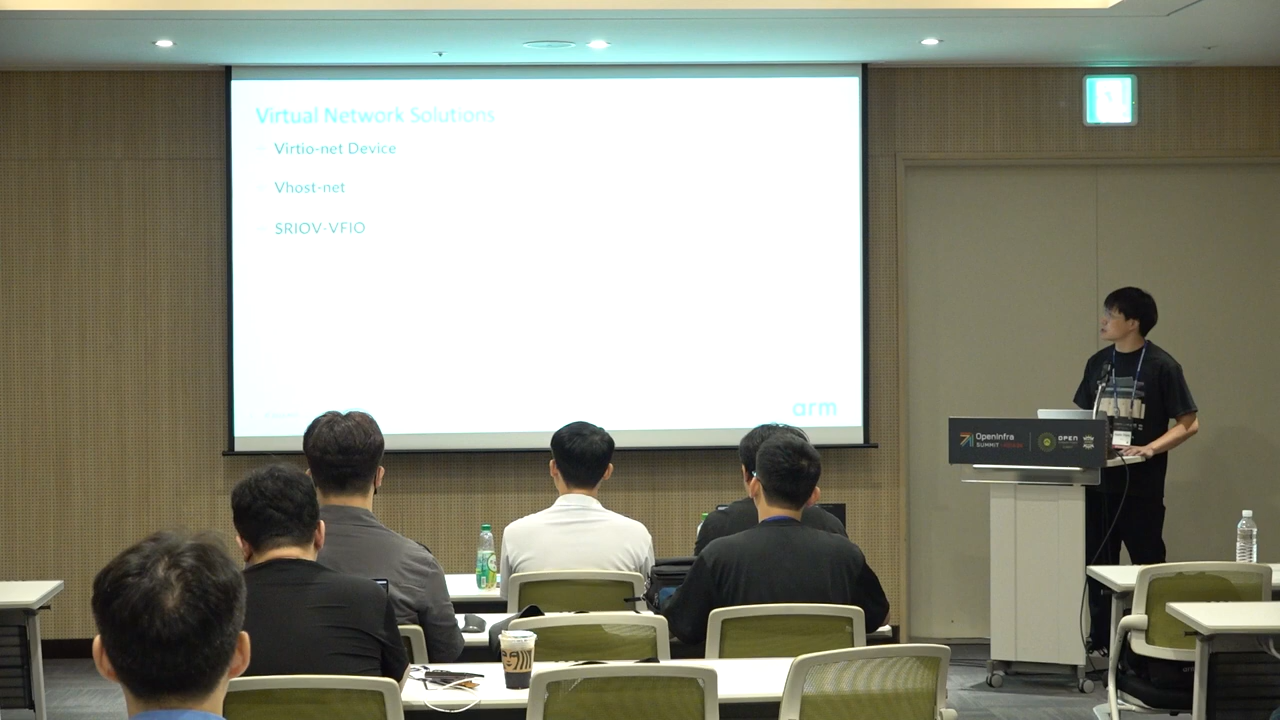 Virtual Network Solutions
Virtio-net Device
Vhost-net
SRIOV-VFIO
arm
OpenInfra
SUMMIT
OPEN